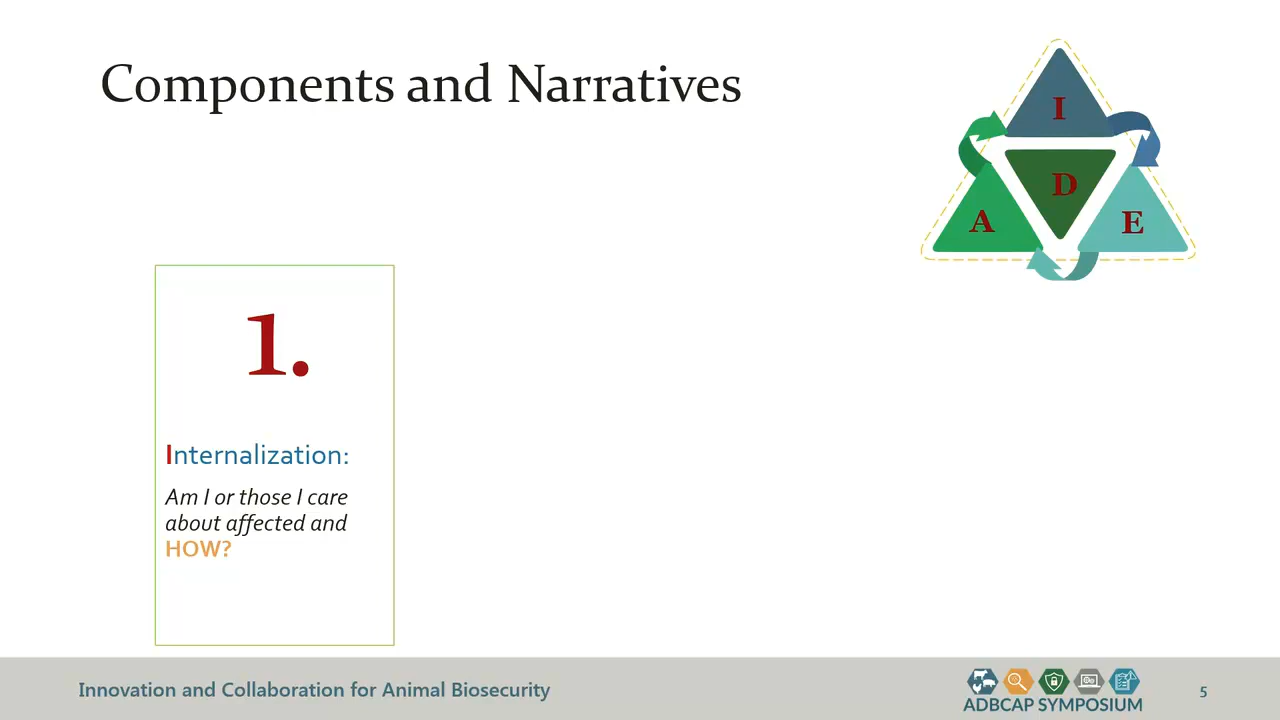 Components and Narratives
I
D
A
E
1.
Internalization:
Am I or those I care
about affected and
HOW?
Innovation and Collaboration for Animal Biosecurity
ADBCAP SYMPOSIUM
5